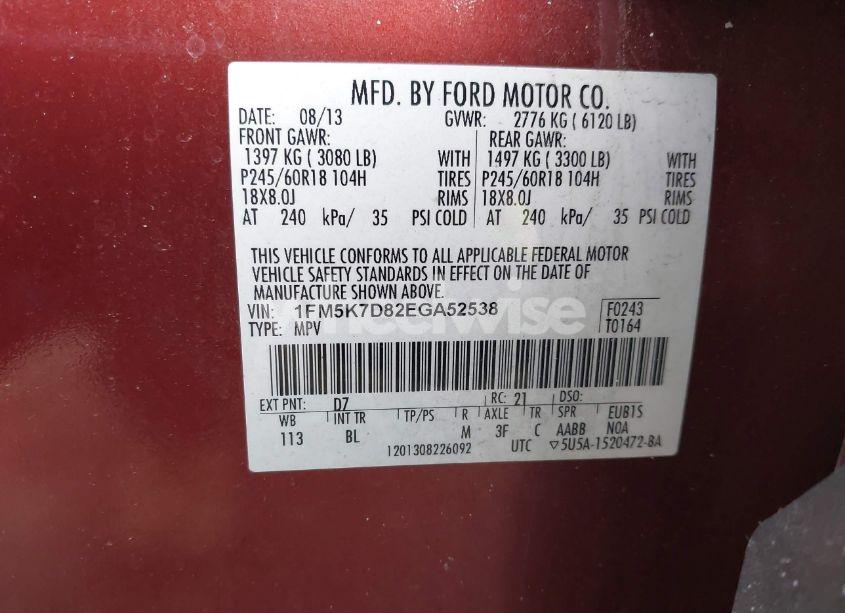 MFD. BY FORD MOTOR CO.
DATE: 08/13 GVWR: 2776 KG ( 6120 LB)
FRONT GAWR: REAR GAWR:
1397 KG ( 3080 LB) WITH 1497 KG ( 3300 LB) WITH
P245/60R18 104H TIRES P245/60R18 104H TIRES
18X8.0J RIMS 18X8.0J RIMS
AT 240 kPa/ 35 PSI COLD AT 240 kPa/ 35 PSI COLD
THIS VEHICLE CONFORMS TO ALL APPLICABLE FEDERAL MOTOR
VEHICLE SAFETY STANDARDS IN EFFECT ON THE DATE OF
MANUFACTURE SHOWN ABOVE.
VIN: 1FM5K7D82EGA52538 F0243
TYPE: MPV T0164
EXT PNT: D7 RC: 21 DSO:
WB INT TR TP/PS R AXLE TR SPR EUB1S
113 BL M 3F C AABB NOA
1201308226092 UTC ▽5U5A-1520472-BA